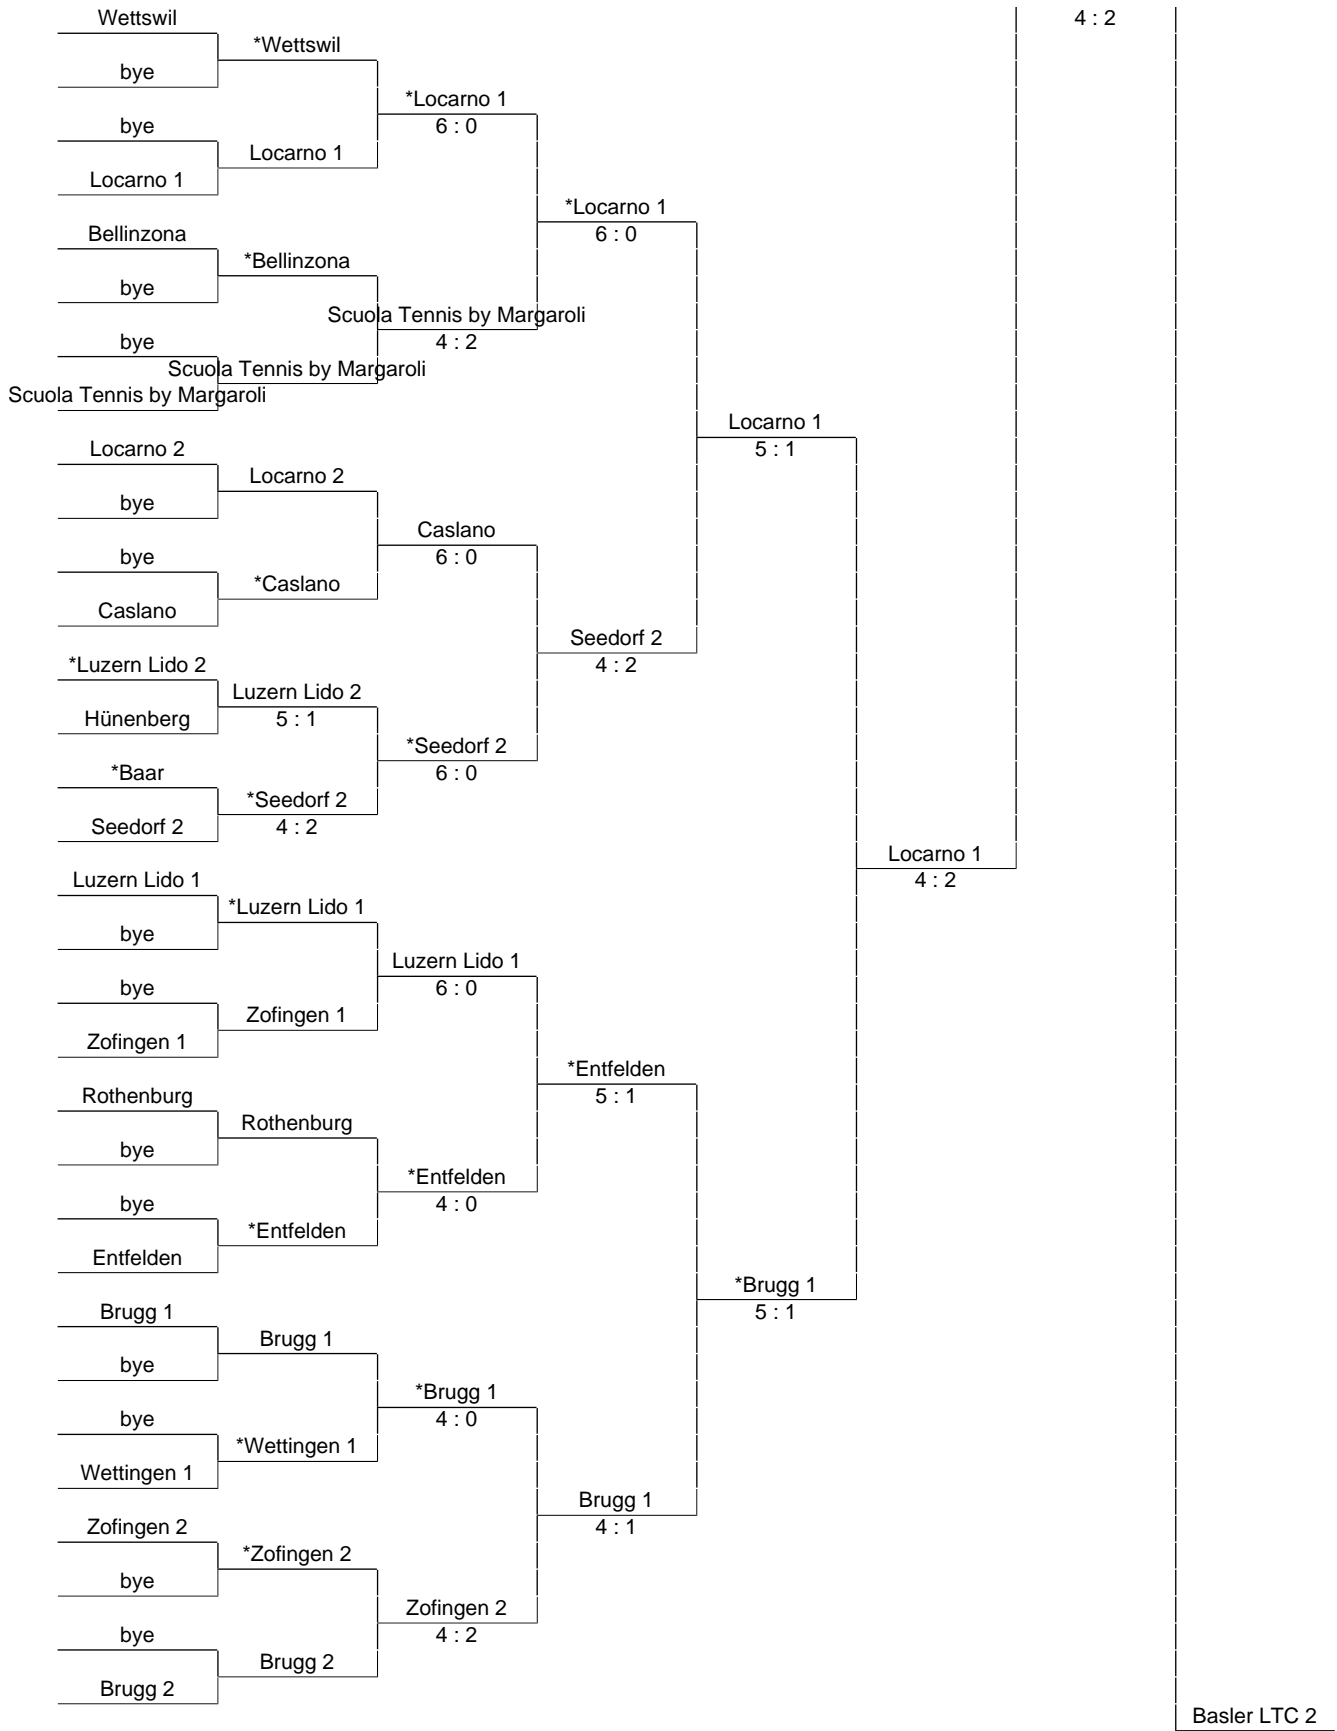 Wettswil
4 : 2
*Wettswil
bye
*Locarno 1
bye
6 : 0
Locarno 1
Locarno 1
*Locarno 1
Bellinzona
6 : 0
*Bellinzona
bye
Scuola Tennis by Margaroli
bye
4 : 2
Scuola Tennis by Margaroli
Scuola Tennis by Margaroli
Locarno 1
Locarno 2
5 : 1
Locarno 2
bye
Caslano
bye
6 : 0
*Caslano
Caslano
Seedorf 2
*Luzern Lido 2
4 : 2
Luzern Lido 2
Hünenberg
5 : 1
*Seedorf 2
*Baar
6 : 0
*Seedorf 2
Seedorf 2
4 : 2
Locarno 1
Luzern Lido 1
4 : 2
*Luzern Lido 1
bye
Luzern Lido 1
bye
6 : 0
Zofingen 1
Zofingen 1
*Entfelden
Rothenburg
5 : 1
Rothenburg
bye
*Entfelden
bye
4 : 0
*Entfelden
Entfelden
*Brugg 1
Brugg 1
5 : 1
Brugg 1
bye
*Brugg 1
bye
4 : 0
*Wettingen 1
Wettingen 1
Brugg 1
Zofingen 2
4 : 1
*Zofingen 2
bye
Zofingen 2
bye
4 : 2
Brugg 2
Brugg 2
Basler LTC 2